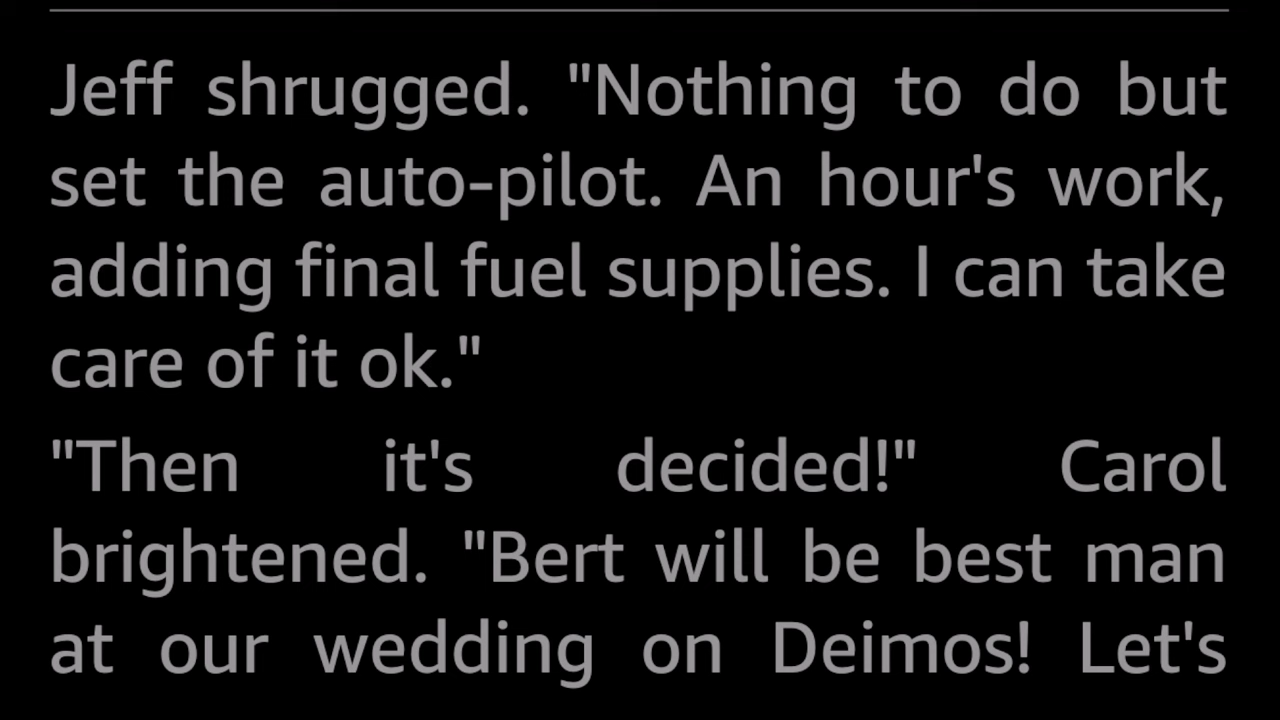 Jeff shrugged. "Nothing to do but
set the auto-pilot. An hour's work,
adding final fuel supplies. I can take
care of it ok."
"Then it's decided!" Carol
brightened. "Bert will be best man
at our wedding on Deimos! Let's